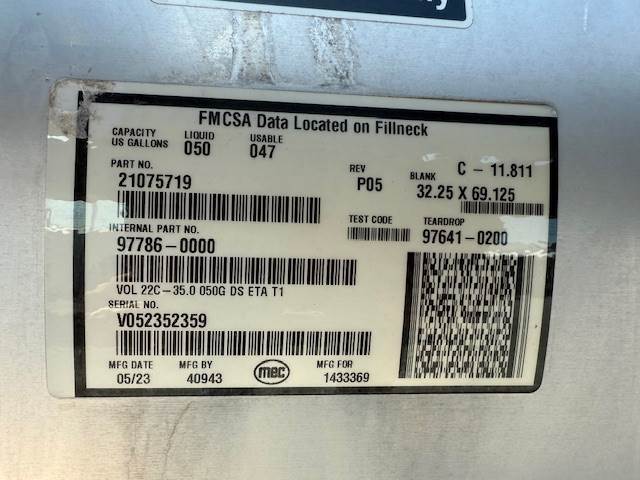 FMCSA Data Located on Fillneck
CAPACITY US GALLONS LIQUID 050 USABLE 047
PART NO.
21075719
REV P05
BLANK C - 11.811
32.25 X 69.125
INTERNAL PART NO.
97786-0000
TEST CODE
TEARDROP
97641-0200
VOL 22C-35.0 050G DS ETA T1
SERIAL NO.
V052352359
MFG DATE 05/23
MFG BY 40943
mec
MFG FOR 1433369